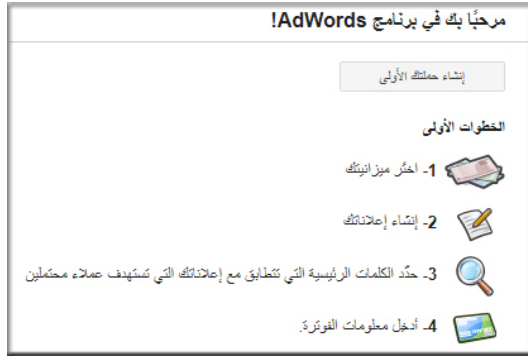 مرحبًا بك في برنامج AdWords!
إنشاء حملتك الأولى
الخطوات الأولى
1- اختر ميزانيتك
2- إنشاء إعلاناتك
3- حدّد الكلمات الرئيسية التي تتطابق مع إعلاناتك التي تستهدف عملاء محتملين
4- أدخل معلومات الفوترة.